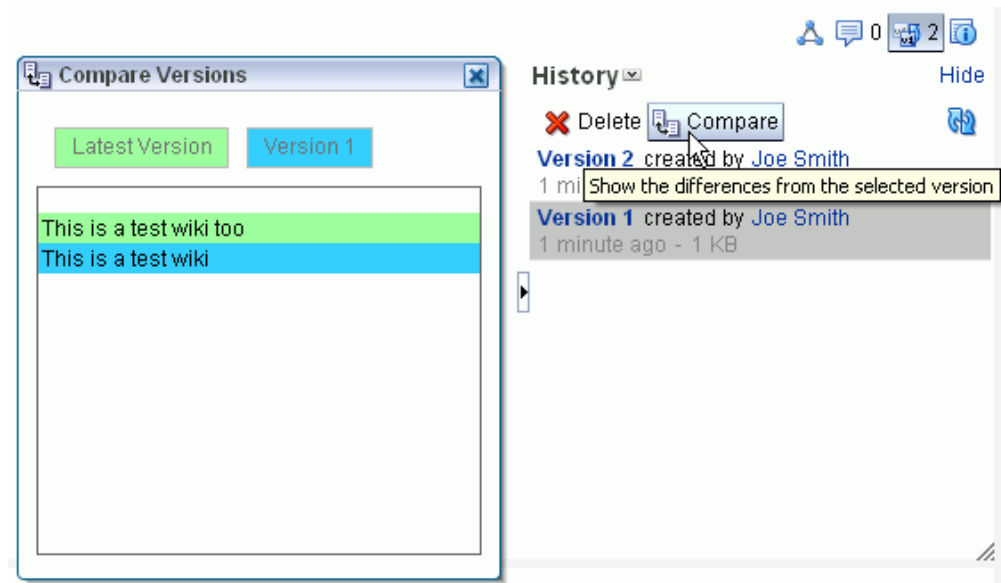 0 2
Compare Versions
Latest Version Version 1
This is a test wiki too
This is a test wiki
History Hide
Delete Compare
Version 2 created by Joe Smith
1 mi
Show the differences from the selected version
Version 1 created by Joe Smith
1 minute ago - 1 KB